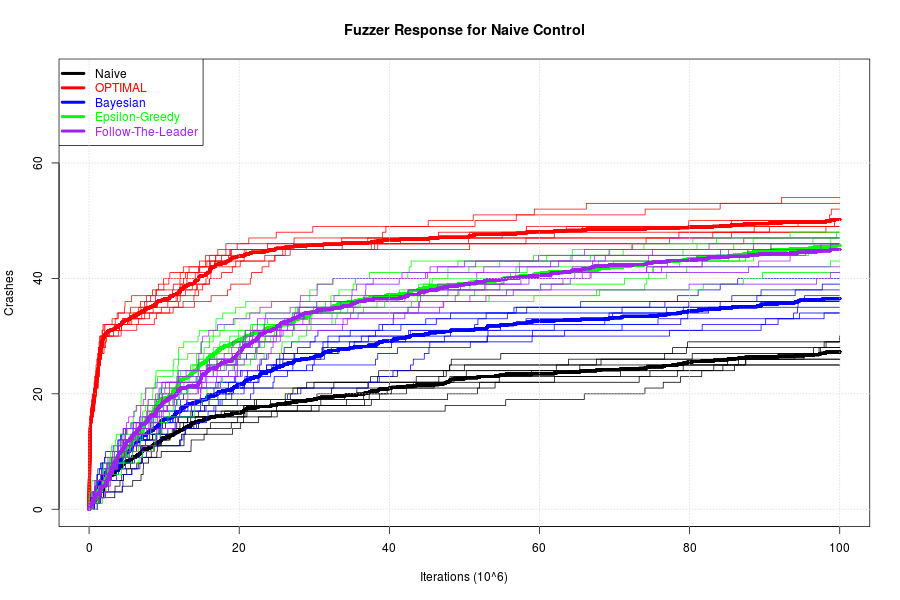 Fuzzer Response for Naive Control
Naive
OPTIMAL
Bayesian
Epsilon-Greedy
Follow-The-Leader
Crashes
60
40
20
0
0 20 40 60 80 100
Iterations (10^6)